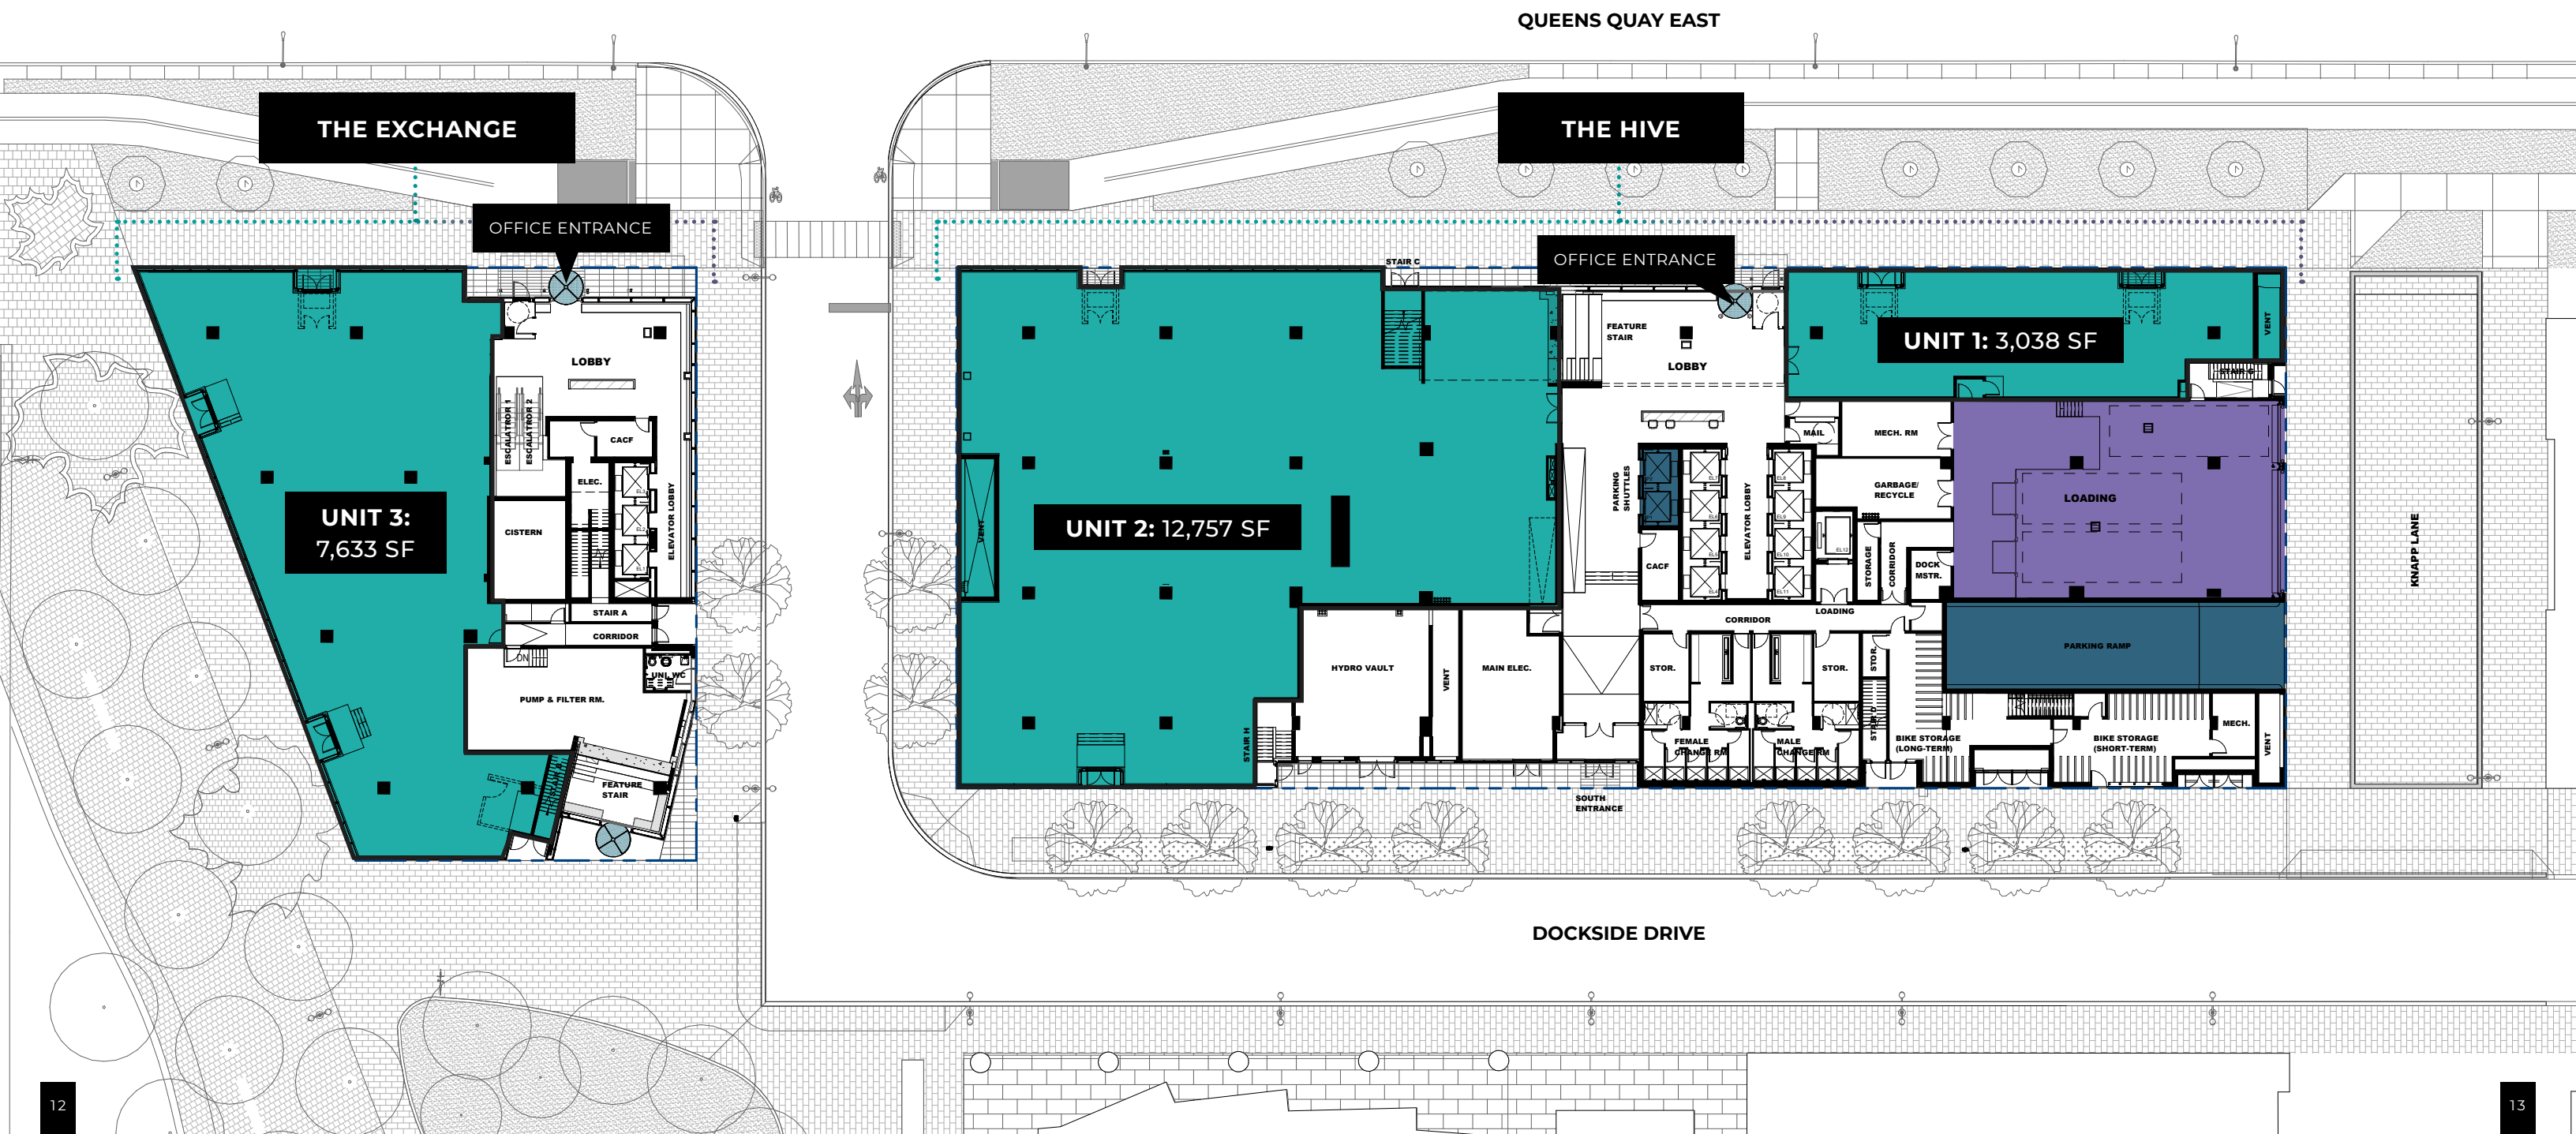 QUEENS QUAY EAST
THE EXCHANGE
THE HIVE
OFFICE ENTRANCE
OFFICE ENTRANCE
STAIR C
LOBBY
ESCALATOR 1
ESCALATOR 2
CACF
ELEC.
CISTERN
ELEVATOR LOBBY
UNIT 3:
7,633 SF
STAIR A
CORRIDOR
DN
UNI. WC
PUMP & FILTER RM.
FEATURE
STAIR
VENT
UNIT 2: 12,757 SF
STAIR H
HYDRO VAULT
VENT
MAIN ELEC.
FEATURE
STAIR
LOBBY
PARKING
SHUTTLES
CACF
ELEVATOR LOBBY
UNIT 1: 3,038 SF
VENT
STAIR G
MAIL
MECH. RM
GARBAGE/
RECYCLE
EL12
STORAGE
CORRIDOR
DOCK
MSTR.
LOADING
LOADING
CORRIDOR
PARKING RAMP
STOR.
STOR.
STOR.
STAIR D
FEMALE
CHANGE RM
MALE
CHANGE RM
BIKE STORAGE
(LONG-TERM)
BIKE STORAGE
(SHORT-TERM)
MECH.
VENT
SOUTH
ENTRANCE
KNAPP LANE
DOCKSIDE DRIVE
12
13